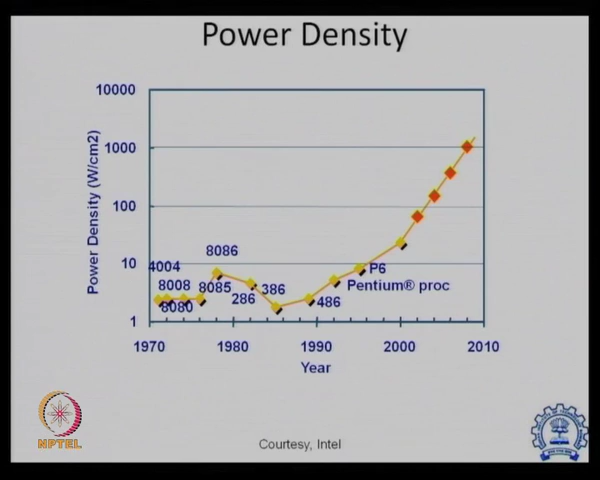 Power Density
10000
1000
100
10
1
Power Density (W/cm2)
4004
8008
8080
8085
8086
286
386
486
P6
Pentium® proc
1970
1980
1990
2000
2010
Year
Courtesy, Intel
NPTEL